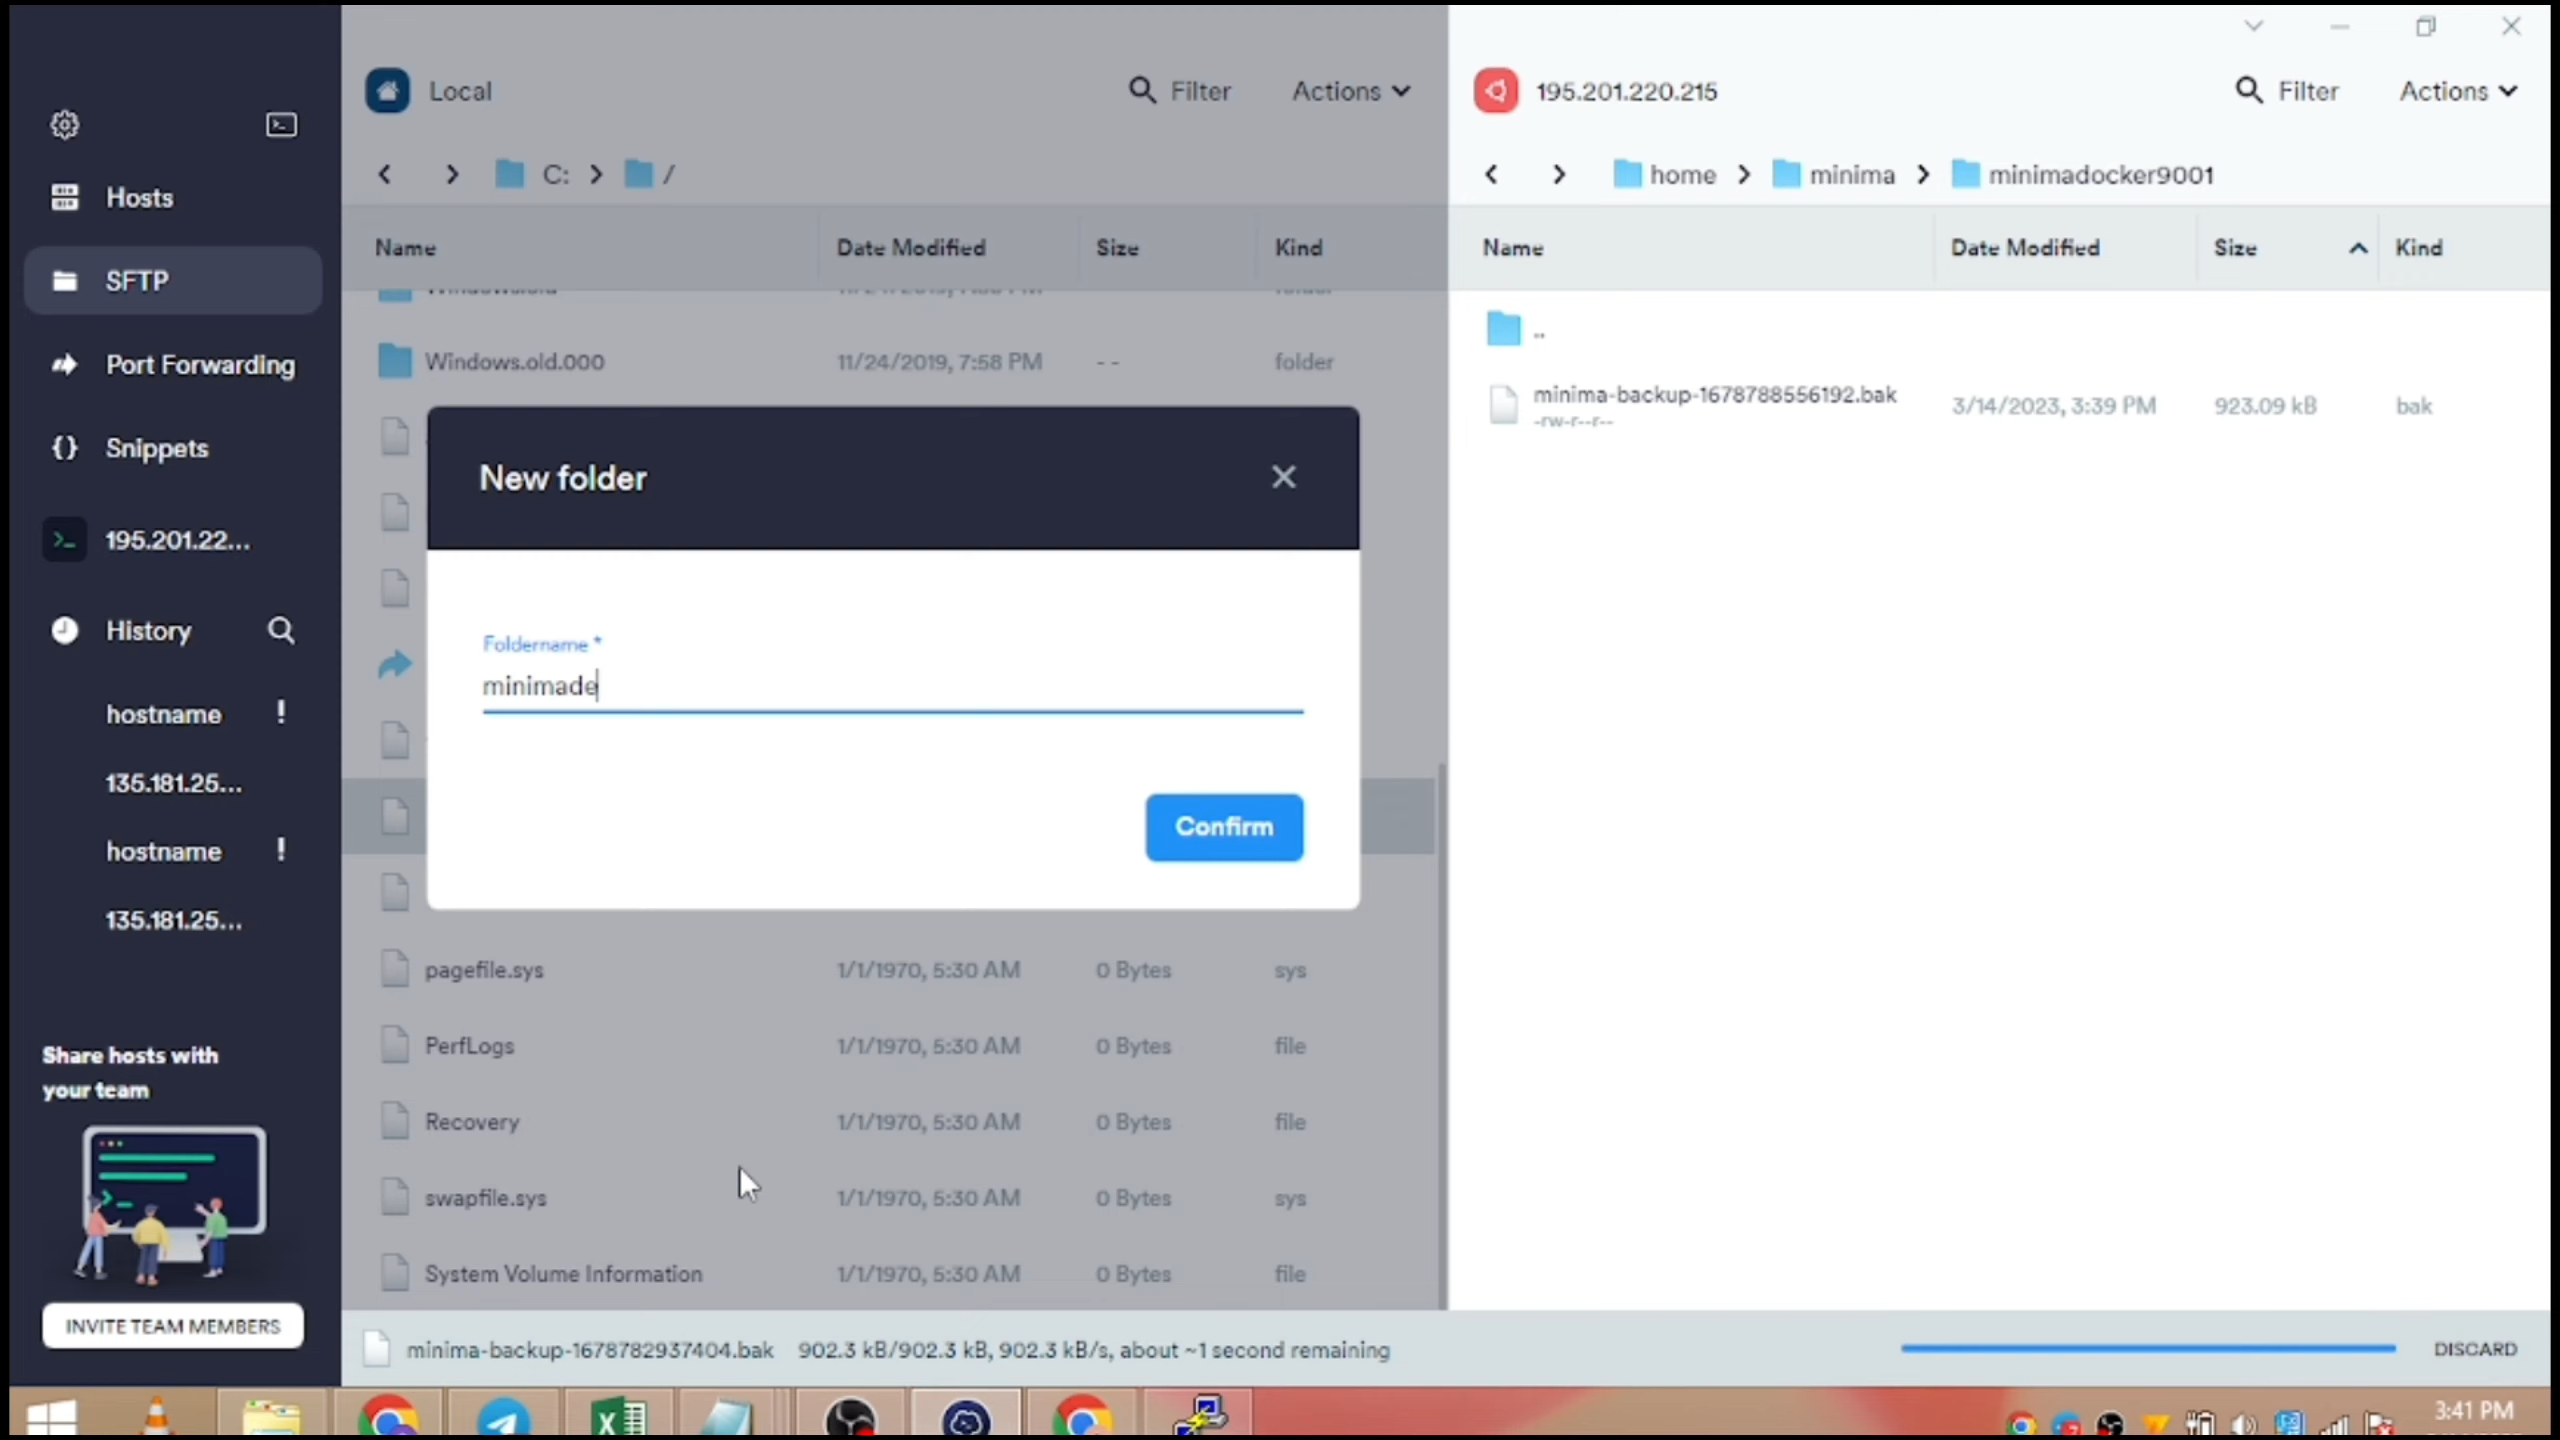 Local
Filter
Actions
195.201.220.215
Filter
Actions
C:
/
home
minima
minimadocker9001
Hosts
SFTP
Port Forwarding
Snippets
195.201.22...
History
hostname !
135.181.25...
hostname !
135.181.25...
Share hosts with
your team
INVITE TEAM MEMBERS
Name Date Modified Size Kind
Windows.old.000 11/24/2019, 7:58 PM -- folder
New folder
Foldername *
minimade
Confirm
pagefile.sys 1/1/1970, 5:30 AM 0 Bytes sys
PerfLogs 1/1/1970, 5:30 AM 0 Bytes file
Recovery 1/1/1970, 5:30 AM 0 Bytes file
swapfile.sys 1/1/1970, 5:30 AM 0 Bytes sys
System Volume Information 1/1/1970, 5:30 AM 0 Bytes file
Name Date Modified Size Kind
..
minima-backup-1678788556192.bak 3/14/2023, 3:39 PM 923.09 kB bak
-rw-r--r--
minima-backup-1678782937404.bak 902.3 kB/902.3 kB, 902.3 kB/s, about ~1 second remaining
DISCARD
3:41 PM